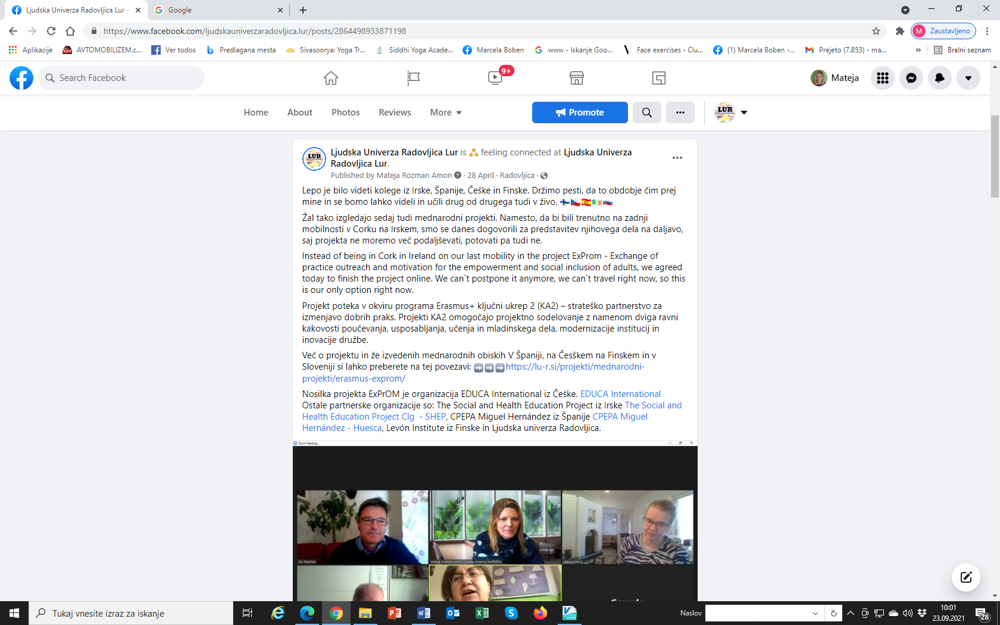 Ljudska Univerza Radovljica Lur –
Google
https://www.facebook.com/ljudskauniverzaradovljica.lur/posts/2864498933871198
M Zaustavljeno
Aplikacije
AVTOMOBILIZEM.c...
Ver todos
Predlagana mesta
Sivasoorya: Yoga Tr...
Siddhi Yoga Acade...
Marcela Boben
www - Iskanje Goo...
Face exercises - Clu...
(1) Marcela Boben -...
Prejeto (7.853) - ma...
»
Bralni seznam
Search Facebook
9+
Mateja
Home
About
Photos
Reviews
More
Promote
LUR
LUR
Ljudska Univerza Radovljica Lur is feeling connected at Ljudska Univerza
Radovljica Lur.
Published by Mateja Rozman Amon · 28 April · Radovljica ·
Lepo je bilo videti kolege iz Irske, Španije, Češke in Finske. Držimo pesti, da to obdobje čim prej
mine in se bomo lahko videli in učili drug od drugega tudi v živo. 🇫🇮🇨🇿🇪🇸🇮🇪🇸🇮
Žal tako izgledajo sedaj tudi mednarodni projekti. Namesto, da bi bili trenutno na zadnji
mobilnosti v Corku na Irskem, smo se danes dogovorili za predstavitev njihovega dela na daljavo,
saj projekta ne moremo več podaljševati, potovati pa tudi ne.
Instead of being in Cork in Ireland on our last mobility in the project ExProm - Exchange of
practice outreach and motivation for the empowerment and social inclusion of adults, we agreed
today to finish the project online. We can`t postpone it anymore, we can`t travel right now, so this
is our only option right now.
Projekt poteka v okviru programa Erasmus+ ključni ukrep 2 (KA2) – strateško partnerstvo za
izmenjavo dobrih praks. Projekti KA2 omogočajo projektno sodelovanje z namenom dviga ravni
kakovosti poučevanja, usposabljanja, učenja in mladinskega dela, modernizacije institucij in
inovacije družbe.
Več o projektu in že izvedenih mednarodnih obiskih V Španiji, na Česškem na Finskem in v
Sloveniji si lahko preberete na tej povezavi: ➡➡➡https://lu-r.si/projekti/mednarodni-
projekti/erasmus-exprom/
Nosilka projekta ExPrOM je organizacija EDUCA International iz Češke. EDUCA International
Ostale partnerske organizacije so: The Social and Health Education Project iz Irske The Social and
Health Education Project Clg - SHEP, CPEPA Miguel Hernández iz Španije CPEPA Miguel
Hernández - Huesca, Levón Institute iz Finske in Ljudska univerza Radovljica.
Zoom Meeting
Jim Sheehan
Mateja Rozman Amon Ljudska univerza Radovljica
Tukaj vnesite izraz za iskanje
Naslov
10:01
23.09.2021
28